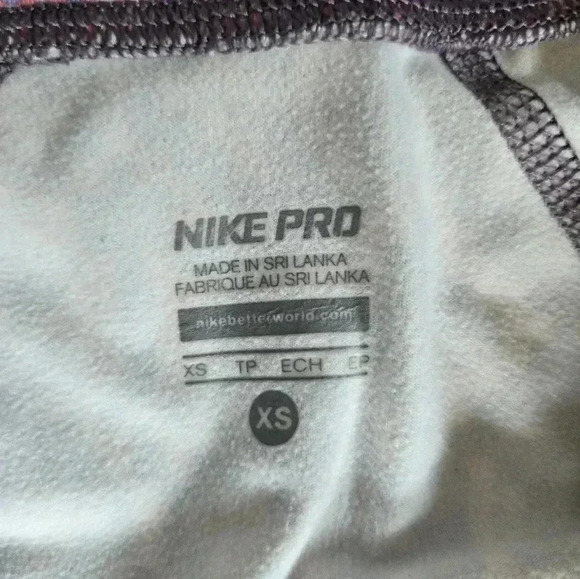 NIKE PRO
MADE IN SRI LANKA
FABRIQUE AU SRI LANKA
nikebetterworld.com
XS TP ECH EP
XS